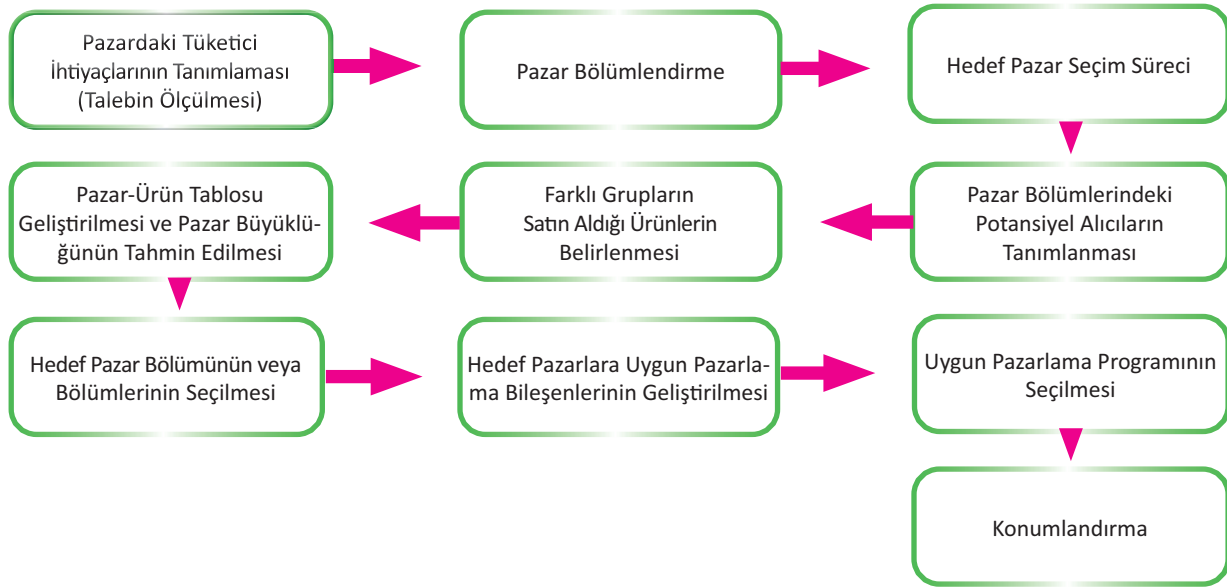 Pazardaki Tüketici
İhtiyaçlarının Tanımlaması
(Talebin Ölçülmesi)
Pazar Bölümlendirme
Hedef Pazar Seçim Süreci
Pazar Bölümlerindeki
Potansiyel Alıcıların
Tanımlanması
Farklı Grupların
Satın Aldığı Ürünlerin
Belirlenmesi
Pazar-Ürün Tablosu
Geliştirilmesi ve Pazar Büyüklü-
ğünün Tahmin Edilmesi
Hedef Pazar Bölümünün veya
Bölümlerinin Seçilmesi
Hedef Pazarlara Uygun Pazarla-
ma Bileşenlerinin Geliştirilmesi
Uygun Pazarlama Programının
Seçilmesi
Konumlandırma